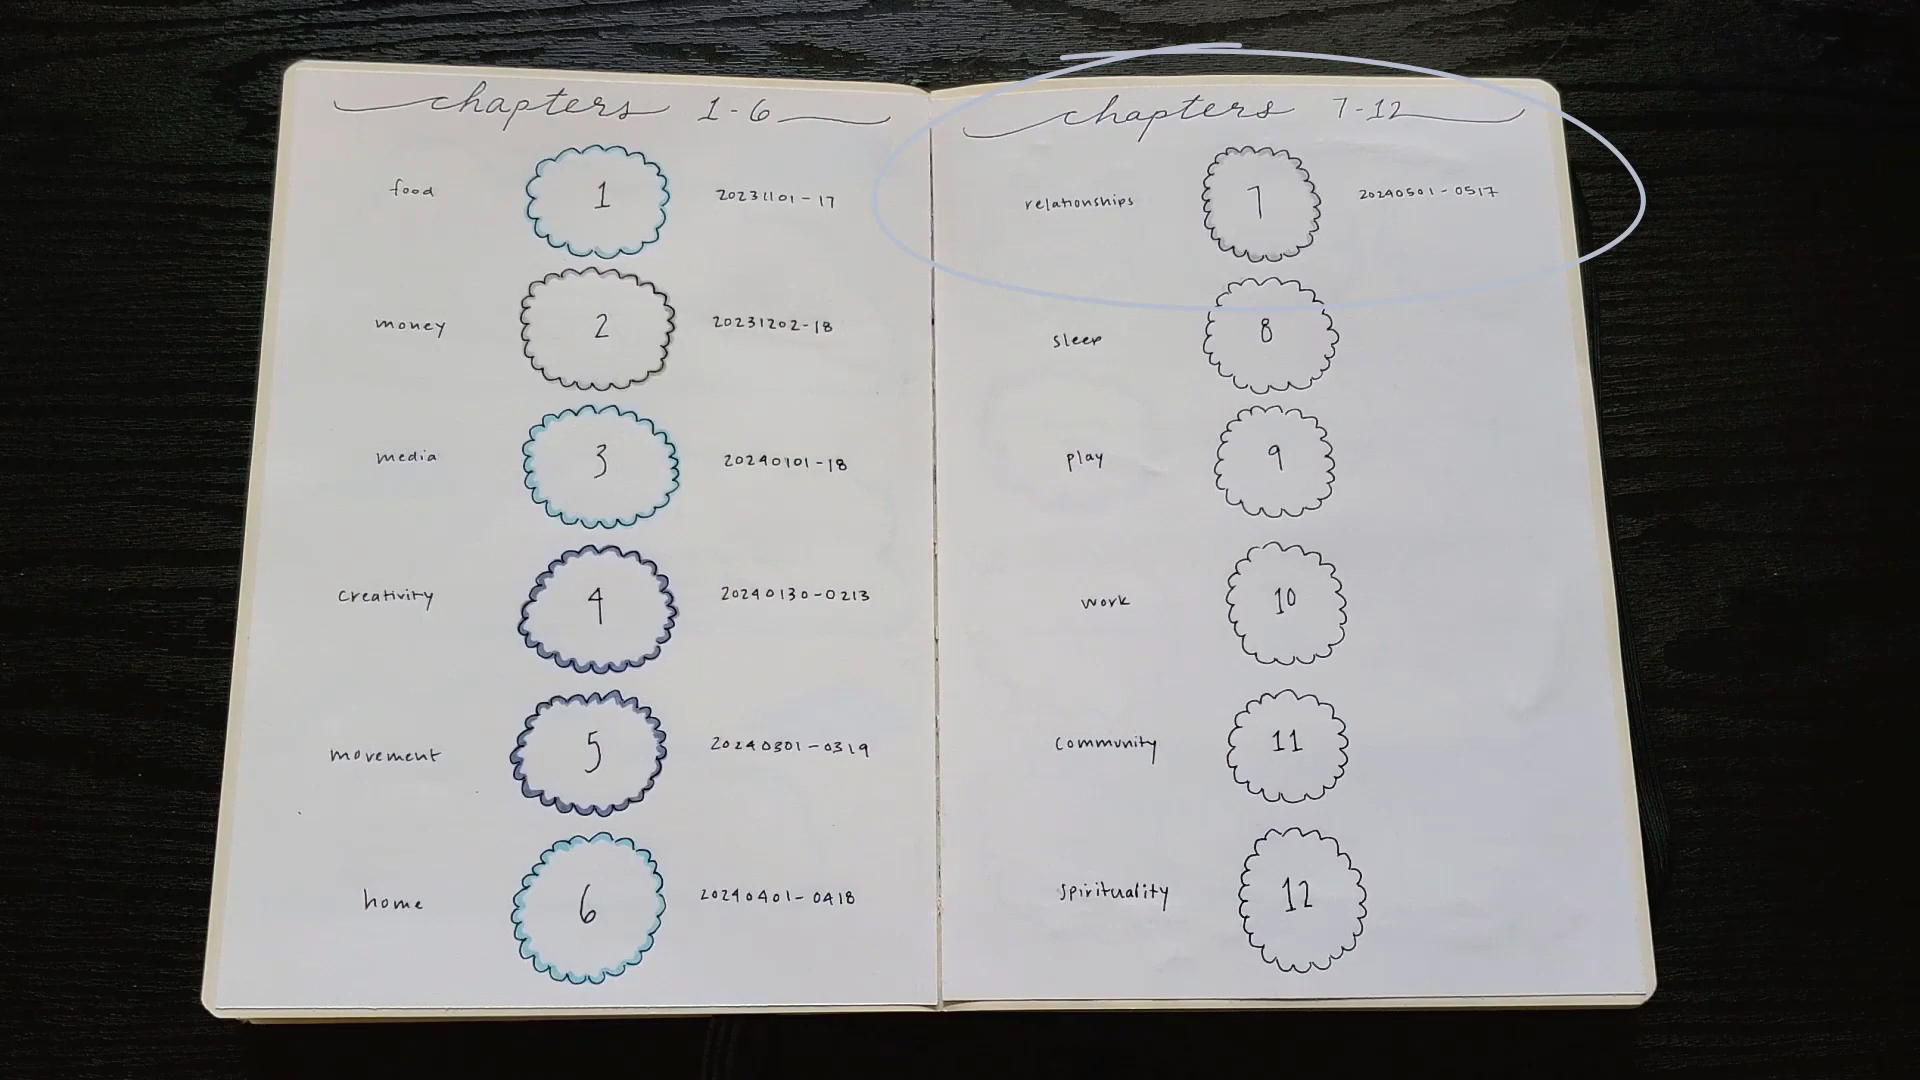 chapters 1-6
food 1 20231101-17
money 2 20231202-18
media 3 20240101-18
creativity 4 20240130-0213
movement 5 20240301-0319
home 6 20240401-0418
chapters 7-12
relationships 7 20240501-0517
sleep 8
play 9
work 10
community 11
spirituality 12